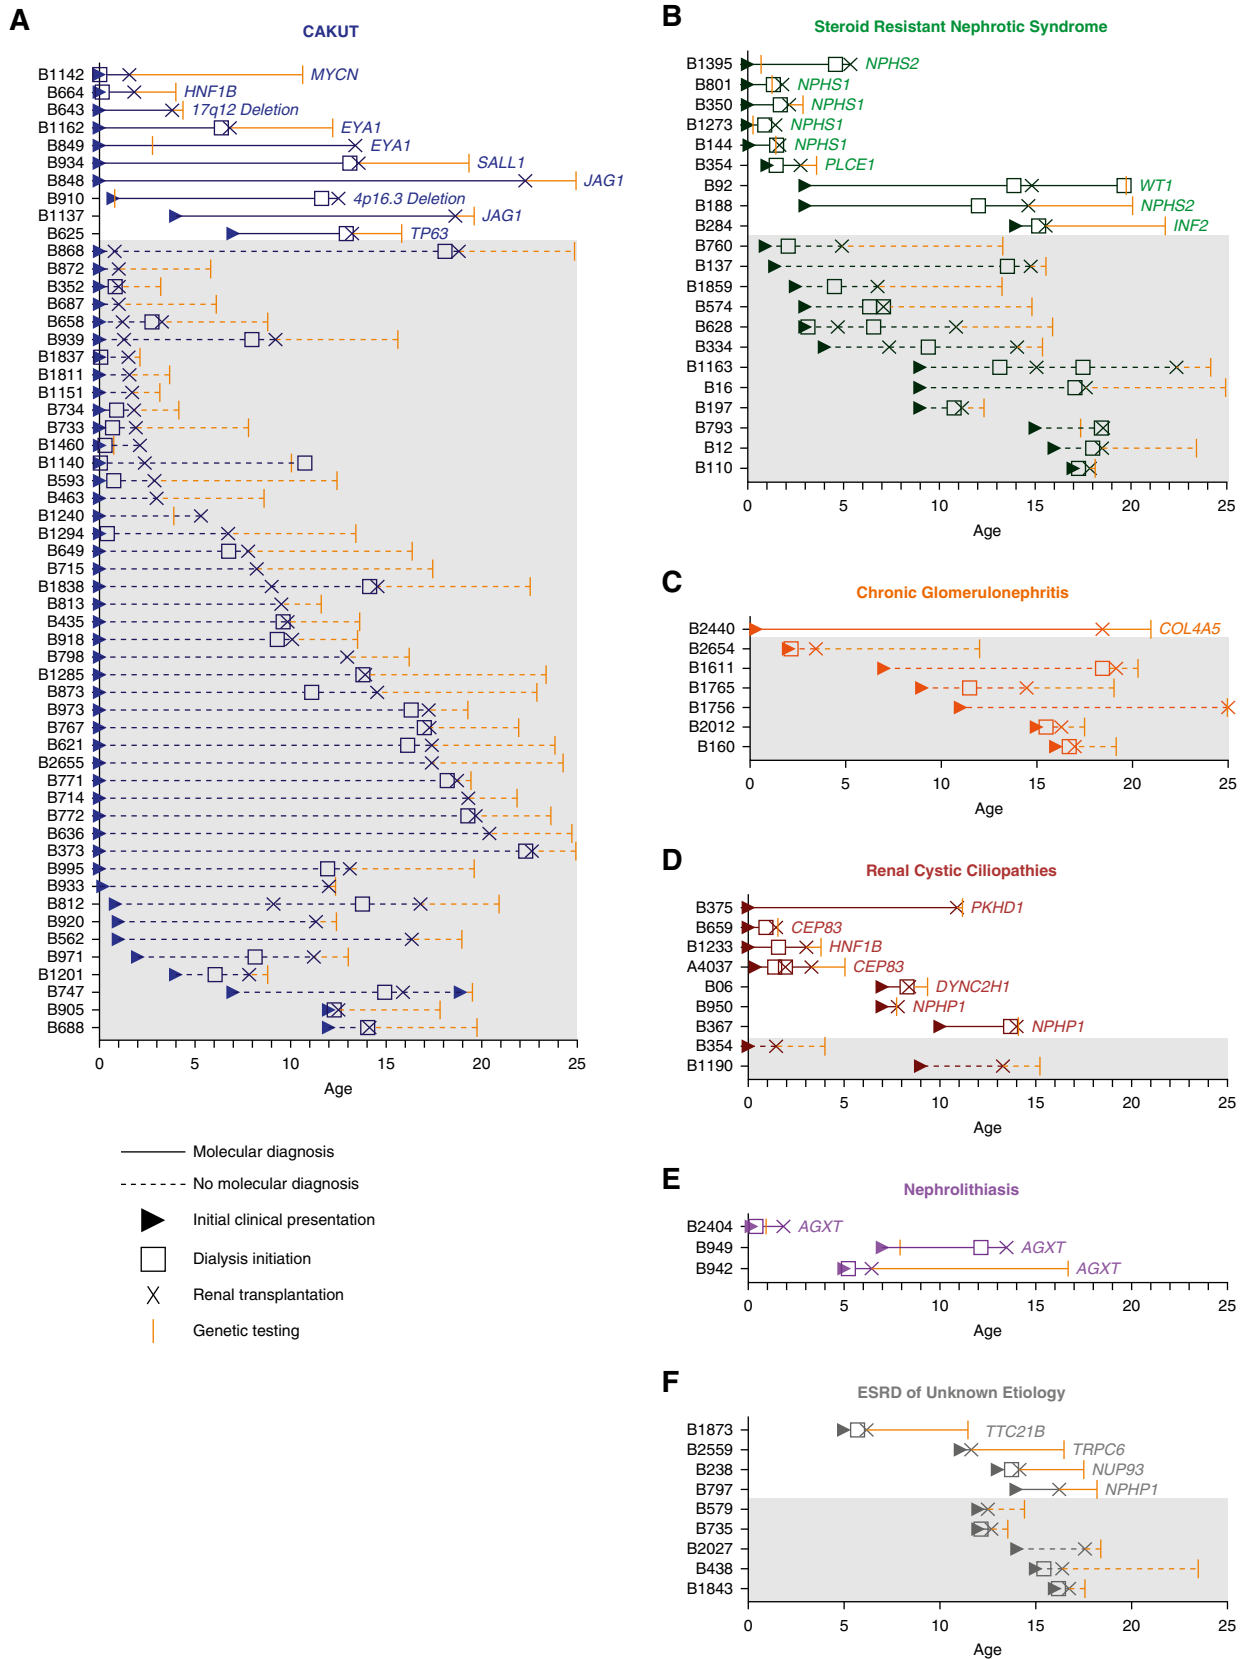 A
CAKUT
B1142 MYCN
B664 HNF1B
B643 17q12 Deletion
B1162 EYA1
B849 EYA1
B934 SALL1
B848 JAG1
B910 4p16.3 Deletion
B1137 JAG1
B625 TP63
B868
B872
B352
B687
B658
B939
B1837
B1811
B1151
B734
B733
B1460
B1140
B593
B463
B1240
B1294
B649
B715
B1838
B813
B435
B918
B798
B1285
B873
B973
B767
B621
B2655
B771
B714
B772
B636
B373
B995
B933
B812
B920
B562
B971
B1201
B747
B905
B688
0 5 10 15 20 25
Age
Molecular diagnosis
No molecular diagnosis
Initial clinical presentation
Dialysis initiation
Renal transplantation
Genetic testing
B
Steroid Resistant Nephrotic Syndrome
B1395 NPHS2
B801 NPHS1
B350 NPHS1
B1273 NPHS1
B144 NPHS1
B354 PLCE1
B92 WT1
B188 NPHS2
B284 INF2
B760
B137
B1859
B574
B628
B334
B1163
B16
B197
B793
B12
B110
0 5 10 15 20 25
Age
C
Chronic Glomerulonephritis
B2440 COL4A5
B2654
B1611
B1765
B1756
B2012
B160
0 5 10 15 20 25
Age
D
Renal Cystic Ciliopathies
B375 PKHD1
B659 CEP83
B1233 HNF1B
A4037 CEP83
B06 DYNC2H1
B950 NPHP1
B367 NPHP1
B354
B1190
0 5 10 15 20 25
Age
E
Nephrolithiasis
B2404 AGXT
B949 AGXT
B942 AGXT
0 5 10 15 20 25
Age
F
ESRD of Unknown Etiology
B1873 TTC21B
B2559 TRPC6
B238 NUP93
B797 NPHP1
B579
B735
B2027
B438
B1843
0 5 10 15 20 25
Age